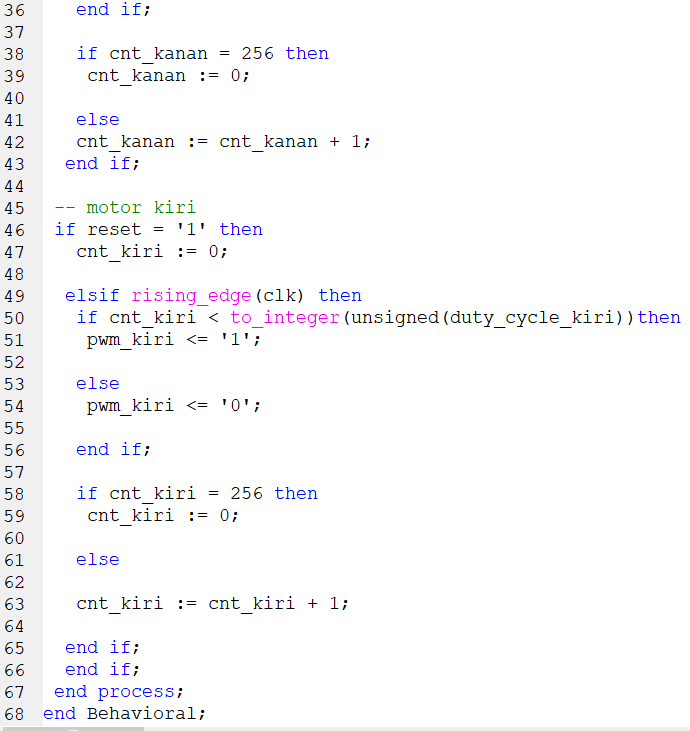 36 end if;
37
38 if cnt_kanan = 256 then
39 cnt_kanan := 0;
40
41 else
42 cnt_kanan := cnt_kanan + 1;
43 end if;
44
45 -- motor kiri
46 if reset = '1' then
47 cnt_kiri := 0;
48
49 elsif rising_edge(clk) then
50 if cnt_kiri < to_integer(unsigned(duty_cycle_kiri))then
51 pwm_kiri <= '1';
52
53 else
54 pwm_kiri <= '0';
55
56 end if;
57
58 if cnt_kiri = 256 then
59 cnt_kiri := 0;
60
61 else
62
63 cnt_kiri := cnt_kiri + 1;
64
65 end if;
66 end if;
67 end process;
68 end Behavioral;